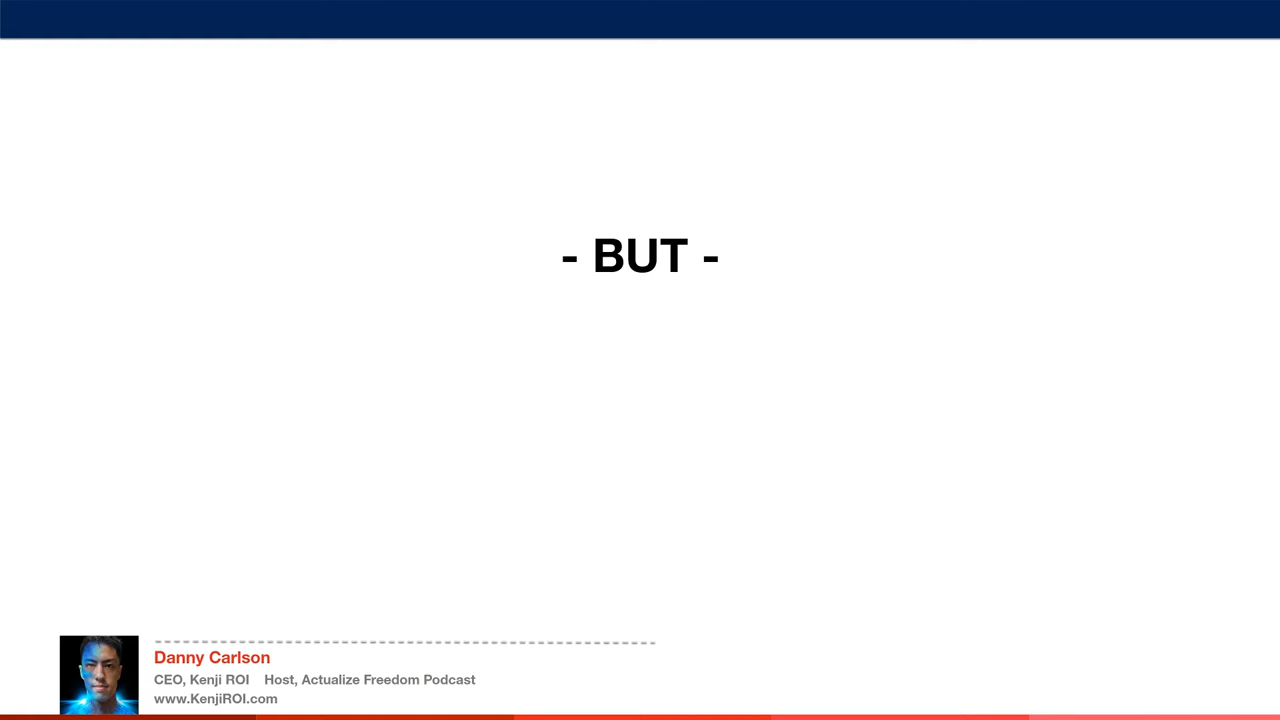 - BUT -
Danny Carlson
CEO, Kenji ROI    Host, Actualize Freedom Podcast
www.KenjiROI.com